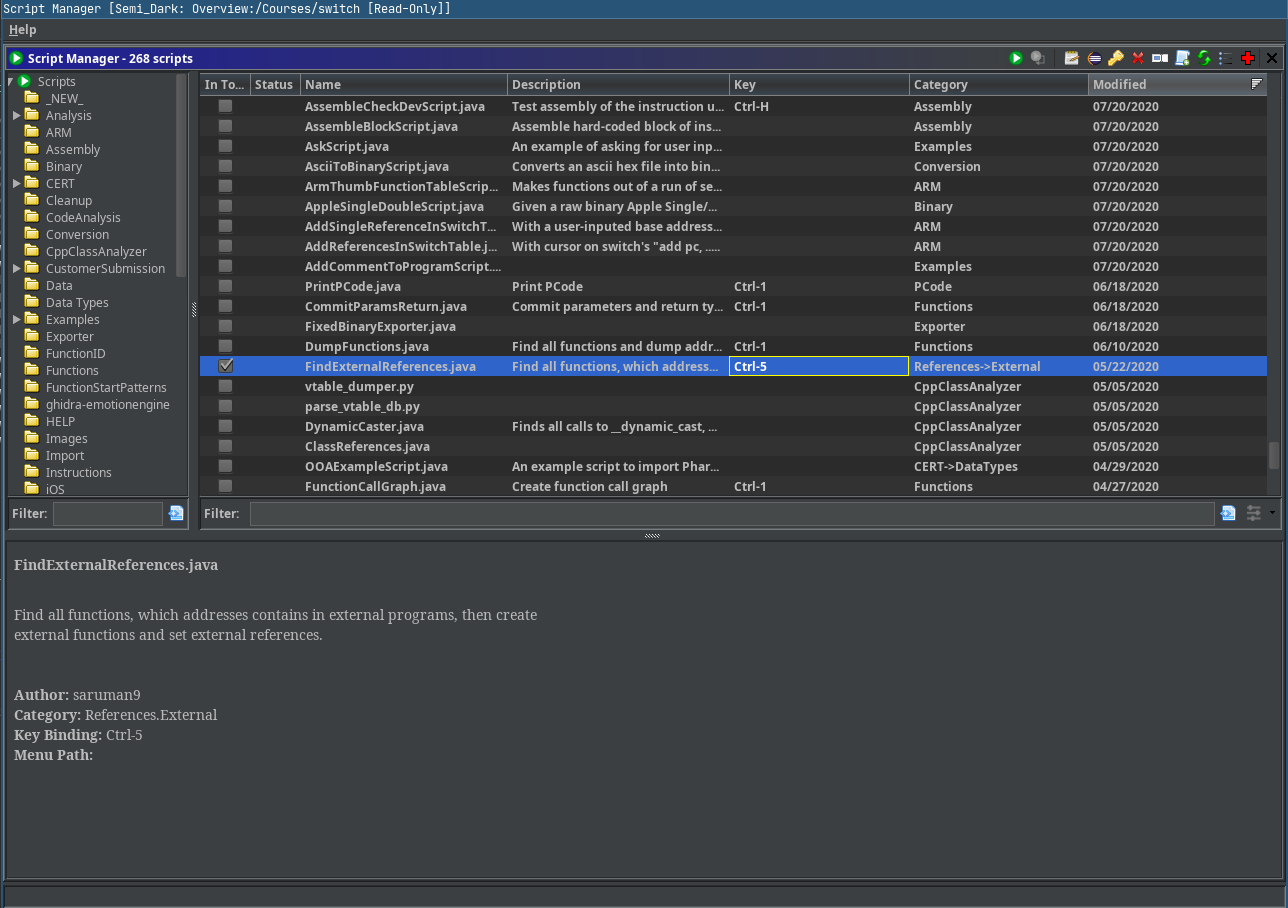 Script Manager [Semi_Dark: Overview:/Courses/switch [Read-Only]]
Help
Script Manager - 268 scripts
Scripts
_NEW_
Analysis
ARM
Assembly
Binary
CERT
Cleanup
CodeAnalysis
Conversion
CppClassAnalyzer
CustomerSubmission
Data
Data Types
Examples
Exporter
FunctionID
Functions
FunctionStartPatterns
ghidra-emotionengine
HELP
Images
Import
Instructions
iOS
Filter:
In To... Status Name Description Key Category Modified
AssembleCheckDevScript.java Test assembly of the instruction u... Ctrl-H Assembly 07/20/2020
AssembleBlockScript.java Assemble hard-coded block of ins... Assembly 07/20/2020
AskScript.java An example of asking for user inp... Examples 07/20/2020
AsciiToBinaryScript.java Converts an ascii hex file into bin... Conversion 07/20/2020
ArmThumbFunctionTableScrip... Makes functions out of a run of se... ARM 07/20/2020
AppleSingleDoubleScript.java Given a raw binary Apple Single/... Binary 07/20/2020
AddSingleReferenceInSwitchT... With a user-inputed base address... ARM 07/20/2020
AddReferencesInSwitchTable.j... With cursor on switch's "add pc, ..... ARM 07/20/2020
AddCommentToProgramScript.... Examples 07/20/2020
PrintPCode.java Print PCode Ctrl-1 PCode 06/18/2020
CommitParamsReturn.java Commit parameters and return ty... Ctrl-1 Functions 06/18/2020
FixedBinaryExporter.java Exporter 06/18/2020
DumpFunctions.java Find all functions and dump addr... Ctrl-1 Functions 06/10/2020
FindExternalReferences.java Find all functions, which address... Ctrl-5 References->External 05/22/2020
vtable_dumper.py CppClassAnalyzer 05/05/2020
parse_vtable_db.py CppClassAnalyzer 05/05/2020
DynamicCaster.java Finds all calls to __dynamic_cast, ... CppClassAnalyzer 05/05/2020
ClassReferences.java CppClassAnalyzer 05/05/2020
OOAExampleScript.java An example script to import Phar... CERT->DataTypes 04/29/2020
FunctionCallGraph.java Create function call graph Ctrl-1 Functions 04/27/2020
Filter:
FindExternalReferences.java
Find all functions, which addresses contains in external programs, then create
external functions and set external references.
Author: saruman9
Category: References.External
Key Binding: Ctrl-5
Menu Path: